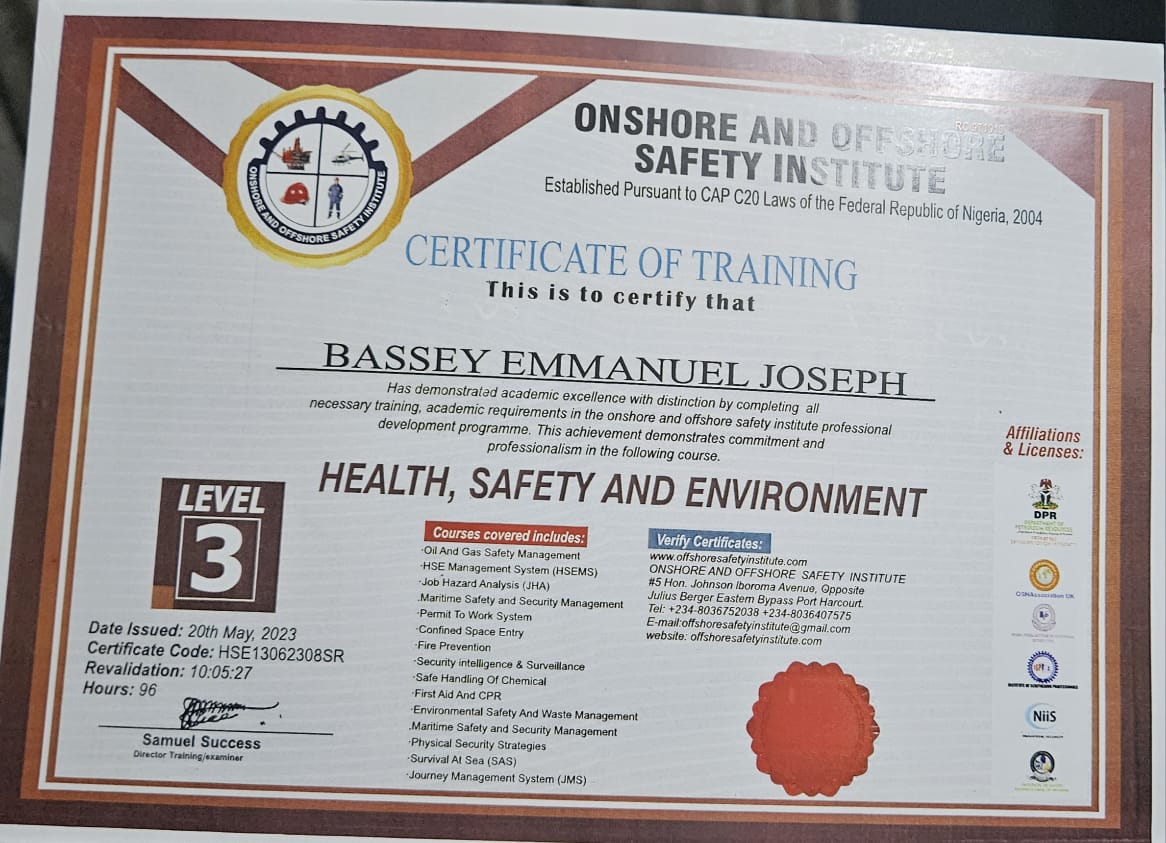 RC 971916
ONSHORE AND OFFSHORE
SAFETY INSTITUTE
Established Pursuant to CAP C20 Laws of the Federal Republic of Nigeria, 2004
ONSHORE AND OFFSHORE SAFETY INSTITUTE
CERTIFICATE OF TRAINING
This is to certify that
BASSEY EMMANUEL JOSEPH
Has demonstrated academic excellence with distinction by completing all
necessary training, academic requirements in the onshore and offshore safety institute professional
development programme. This achievement demonstrates commitment and
professionalism in the following course.
HEALTH, SAFETY AND ENVIRONMENT
LEVEL
3
Date Issued: 20th May, 2023
Certificate Code: HSE13062308SR
Revalidation: 10:05:27
Hours: 96
Samuel Success
Director Training/examiner
Courses covered includes:
·Oil And Gas Safety Management
·HSE Management System (HSEMS)
·Job Hazard Analysis (JHA)
.Maritime Safety and Security Management
·Permit To Work System
·Confined Space Entry
·Fire Prevention
·Security intelligence & Surveillance
·Safe Handling Of Chemical
·First Aid And CPR
·Environmental Safety And Waste Management
.Maritime Safety and Security Management
·Physical Security Strategies
·Survival At Sea (SAS)
·Journey Management System (JMS)
Verify Certificates:
www.offshoresafetyinstitute.com
ONSHORE AND OFFSHORE SAFETY INSTITUTE
#5 Hon. Johnson Iboroma Avenue, Opposite
Julius Berger Eastern Bypass Port Harcourt.
Tel: +234-8036752038 +234-8036407575
E-mail:offshoresafetyinstitute@gmail.com
website: offshoresafetyinstitute.com
Affiliations
& Licenses:
DPR
DEPARTMENT OF
PETROLEUM RESOURCES
OSHAssociation UK
NiiS